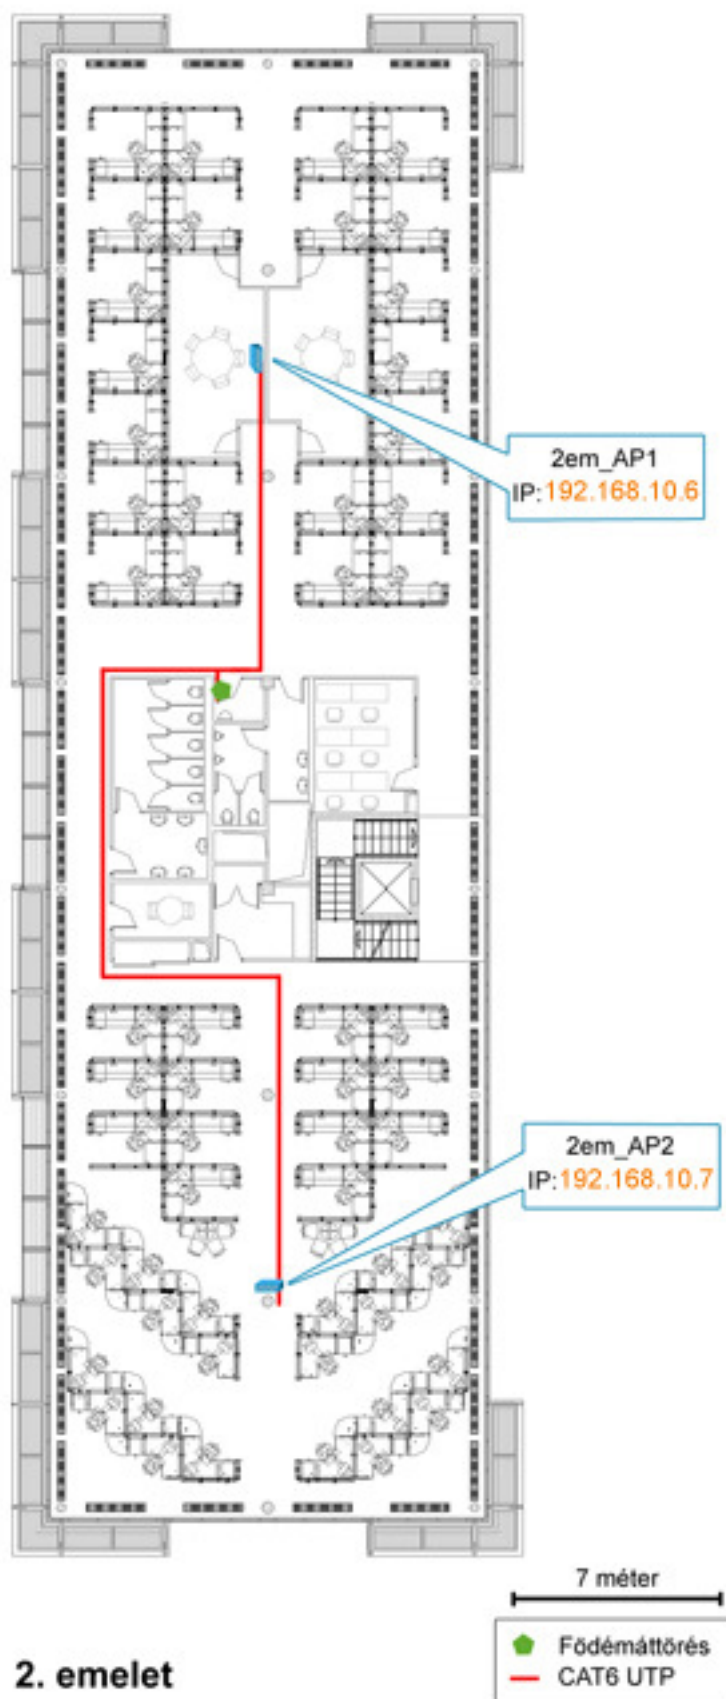 2em_AP1
IP:192.168.10.6
2em_AP2
IP:192.168.10.7
7 méter
Födémáttörés
CAT6 UTP
2. emelet